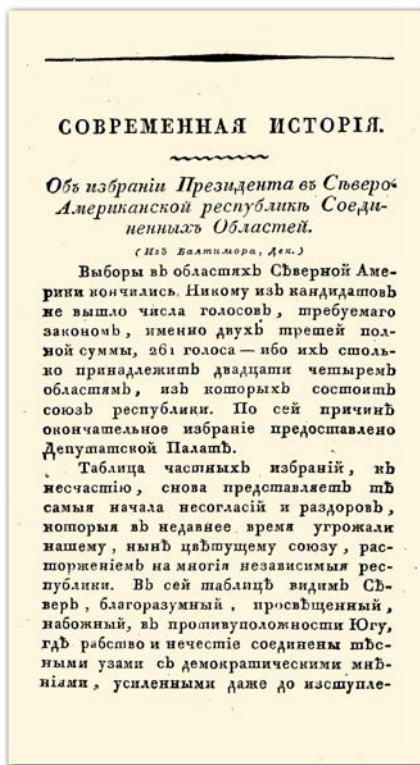 СОВРЕМЕННАЯ ИСТОРІЯ.
Объ избраніи Президента въ Сѣверо-
Американской республикѣ Соеди-
ненныхъ Областей.
(Изъ Балтимора, Дек.)
Выборы въ областяхъ Сѣверной Аме-
рики кончились. Никому изъ кандидатовъ
не вышло числа голосовъ, требуемаго
закономъ, именно двухъ третей пол-
ной суммы, 261 голоса — ибо ихъ столь-
ко принадлежитъ двадцати четыремъ
областямъ, изъ которыхъ состоитъ
союзъ республики. По сей причинѣ
окончательное избраніе предоставлено
Депутатской Палатѣ.
Таблица частныхъ избраній, къ
несчастію, снова представляетъ тѣ
самыя начала несогласій и раздоровъ,
которыя въ недавнее время угрожали
нашему, нынѣ цвѣтущему союзу, рас-
торженіемъ на многія независимыя рес-
публики. Въ сей таблицѣ видимъ Сѣ-
веръ, благоразумный, просвѣщенный,
набожный, въ противуположности Югу,
гдѣ рабство и нечестіе соединены тѣс-
ными узами съ демократическими мнѣ-
ніями, усиленными даже до изступле-